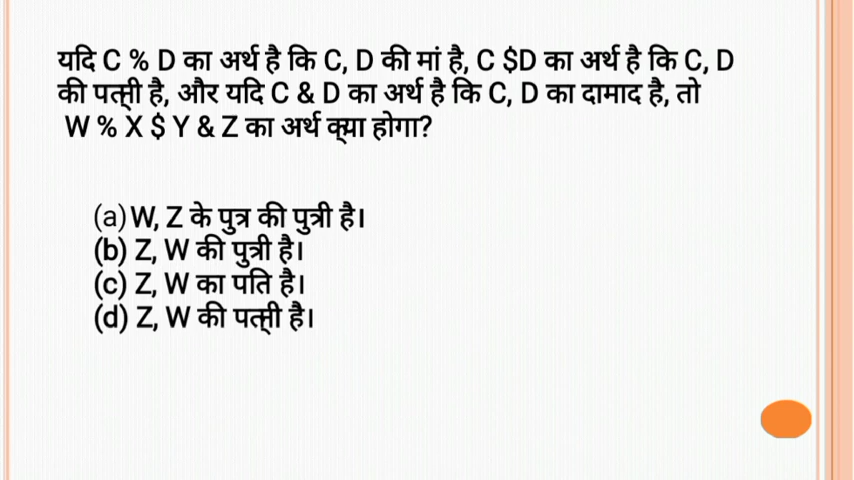 यदि C % D का अर्थ है कि C, D की मां है, C $D का अर्थ है कि C, D
की पत्नी है, और यदि C & D का अर्थ है कि C, D का दामाद है, तो
W % X $ Y & Z का अर्थ क्या होगा?
(a) W, Z के पुत्र की पुत्री है।
(b) Z, W की पुत्री है।
(c) Z, W का पति है।
(d) Z, W की पत्नी है।